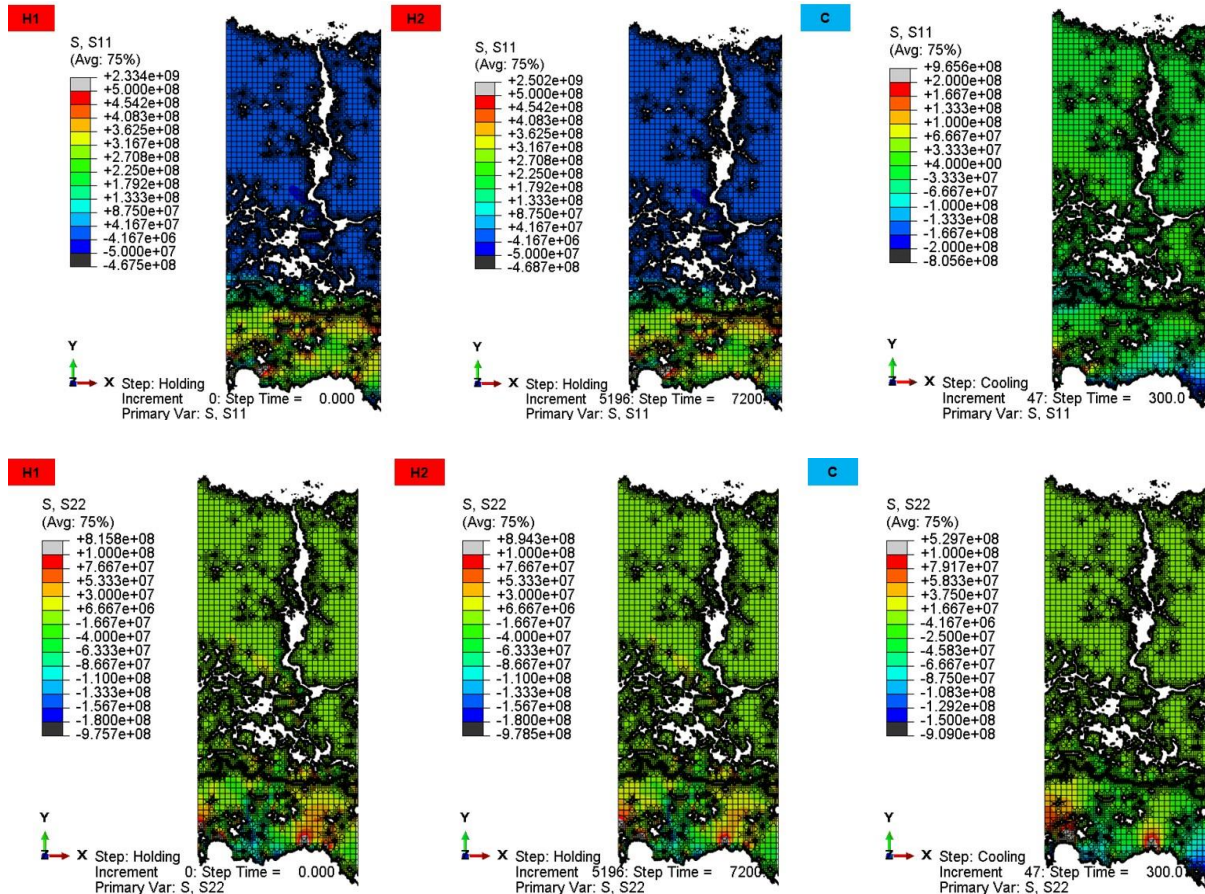 H1
S, S11
(Avg: 75%)
+2.334e+09
+5.000e+08
+4.542e+08
+4.083e+08
+3.625e+08
+3.167e+08
+2.708e+08
+2.250e+08
+1.792e+08
+1.333e+08
+8.750e+07
+4.167e+07
-4.167e+06
-5.000e+07
-4.675e+08
Y
Z X Step: Holding
Increment 0: Step Time = 0.000
Primary Var: S, S11
H2
S, S11
(Avg: 75%)
+2.502e+09
+5.000e+08
+4.542e+08
+4.083e+08
+3.625e+08
+3.167e+08
+2.708e+08
+2.250e+08
+1.792e+08
+1.333e+08
+8.750e+07
+4.167e+07
-4.167e+06
-5.000e+07
-4.687e+08
Y
Z X Step: Holding
Increment 5196: Step Time = 7200.
Primary Var: S, S11
C
S, S11
(Avg: 75%)
+9.656e+08
+2.000e+08
+1.667e+08
+1.333e+08
+1.000e+08
+6.667e+07
+3.333e+07
+4.000e+00
-3.333e+07
-6.667e+07
-1.000e+08
-1.333e+08
-1.667e+08
-2.000e+08
-8.056e+08
Y
Z X Step: Cooling
Increment 47: Step Time = 300.0
Primary Var: S, S11
H1
S, S22
(Avg: 75%)
+8.158e+08
+1.000e+08
+7.667e+07
+5.333e+07
+3.000e+07
+6.667e+06
-1.667e+07
-4.000e+07
-6.333e+07
-8.667e+07
-1.100e+08
-1.333e+08
-1.567e+08
-1.800e+08
-9.757e+08
Y
Z X Step: Holding
Increment 0: Step Time = 0.000
Primary Var: S, S22
H2
S, S22
(Avg: 75%)
+8.943e+08
+1.000e+08
+7.667e+07
+5.333e+07
+3.000e+07
+6.667e+06
-1.667e+07
-4.000e+07
-6.333e+07
-8.667e+07
-1.100e+08
-1.333e+08
-1.567e+08
-1.800e+08
-9.785e+08
Y
Z X Step: Holding
Increment 5196: Step Time = 7200.
Primary Var: S, S22
C
S, S22
(Avg: 75%)
+5.297e+08
+1.000e+08
+7.917e+07
+5.833e+07
+3.750e+07
+1.667e+07
-4.167e+06
-2.500e+07
-4.583e+07
-6.667e+07
-8.750e+07
-1.083e+08
-1.292e+08
-1.500e+08
-9.090e+08
Y
Z X Step: Cooling
Increment 47: Step Time = 300.0
Primary Var: S, S22